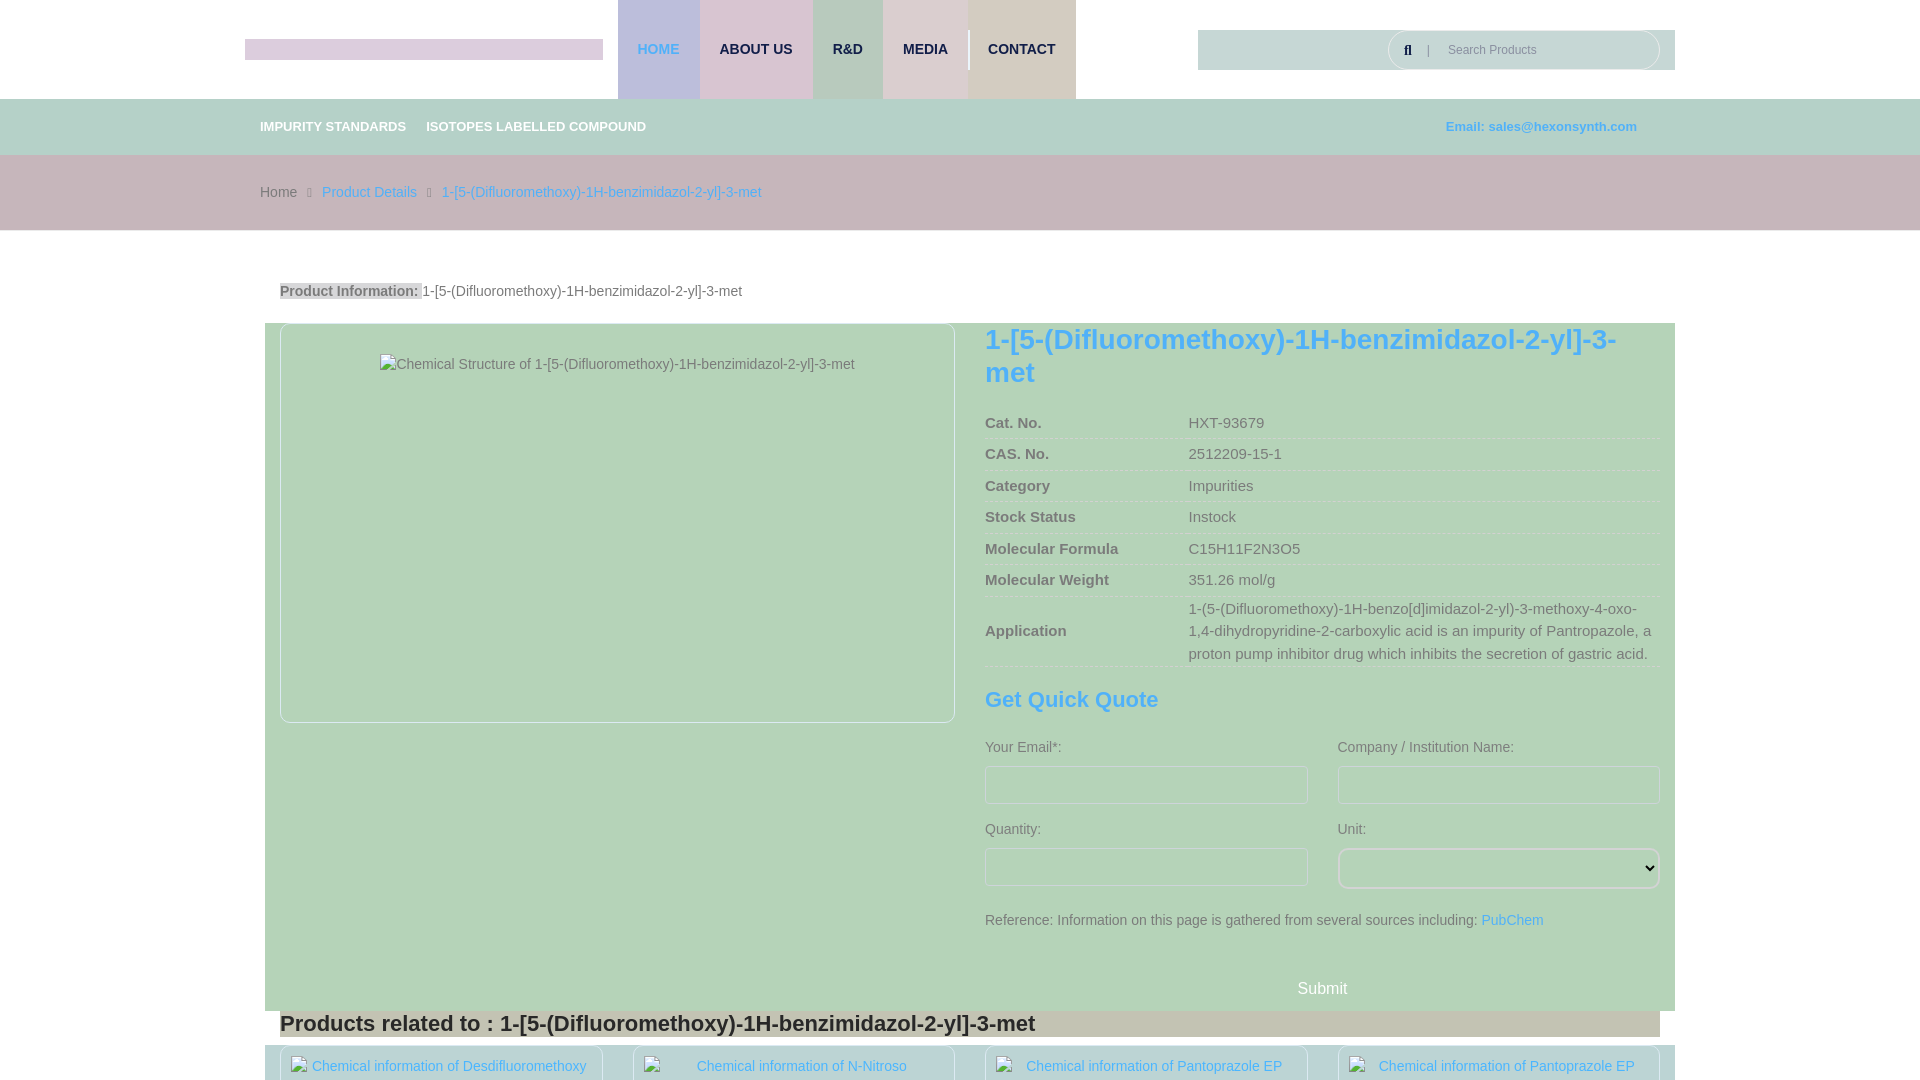 HOME
ABOUT US
R&D
MEDIA
CONTACT
|
Search Products
IMPURITY STANDARDS
ISOTOPES LABELLED COMPOUND
Email: sales@hexonsynth.com
Home
Product Details
1-[5-(Difluoromethoxy)-1H-benzimidazol-2-yl]-3-met
Product Information: 1-[5-(Difluoromethoxy)-1H-benzimidazol-2-yl]-3-met
Chemical Structure of 1-[5-(Difluoromethoxy)-1H-benzimidazol-2-yl]-3-met
1-[5-(Difluoromethoxy)-1H-benzimidazol-2-yl]-3-
met
Cat. No. HXT-93679
CAS. No. 2512209-15-1
Category Impurities
Stock Status Instock
Molecular Formula C15H11F2N3O5
Molecular Weight 351.26 mol/g
Application
1-(5-(Difluoromethoxy)-1H-benzo[d]imidazol-2-yl)-3-methoxy-4-oxo-
1,4-dihydropyridine-2-carboxylic acid is an impurity of Pantropazole, a
proton pump inhibitor drug which inhibits the secretion of gastric acid.
Get Quick Quote
Your Email*:
Company / Institution Name:
Quantity:
Unit:
Reference: Information on this page is gathered from several sources including: PubChem
Submit
Products related to : 1-[5-(Difluoromethoxy)-1H-benzimidazol-2-yl]-3-met
Chemical information of Desdifluoromethoxy
Chemical information of N-Nitroso
Chemical information of Pantoprazole EP
Chemical information of Pantoprazole EP